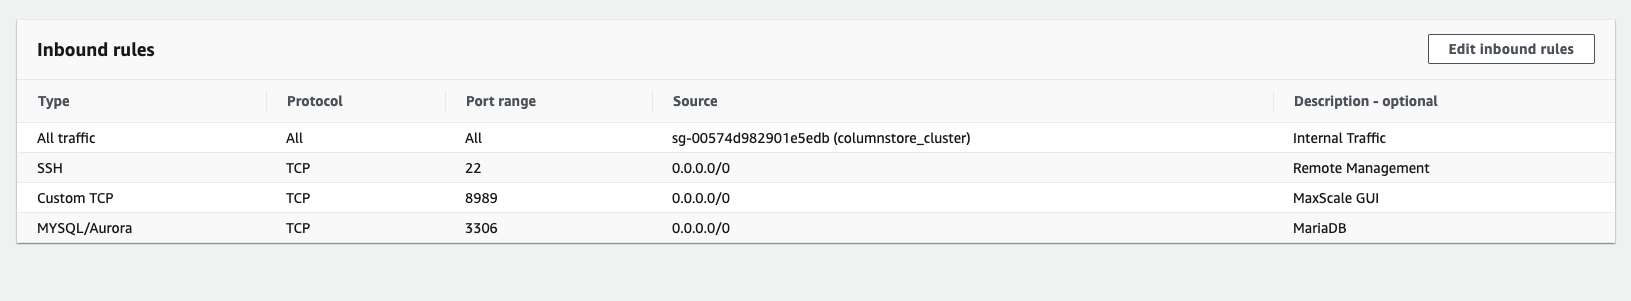 Inbound rules
Edit inbound rules
Type Protocol Port range Source Description - optional
All traffic All All sg-00574d982901e5edb (columnstore_cluster) Internal Traffic
SSH TCP 22 0.0.0.0/0 Remote Management
Custom TCP TCP 8989 0.0.0.0/0 MaxScale GUI
MYSQL/Aurora TCP 3306 0.0.0.0/0 MariaDB